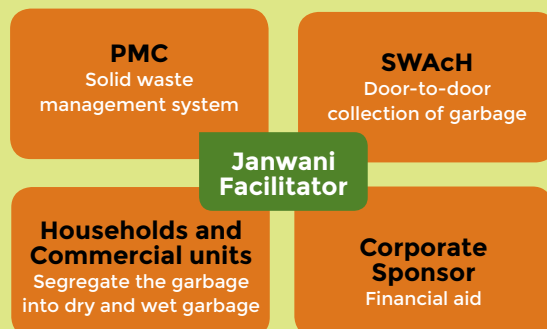 PMC
Solid waste
management system
SWAcH
Door-to-door
collection of garbage
Janwani
Facilitator
Households and
Commercial units
Segregate the garbage
into dry and wet garbage
Corporate
Sponsor
Financial aid